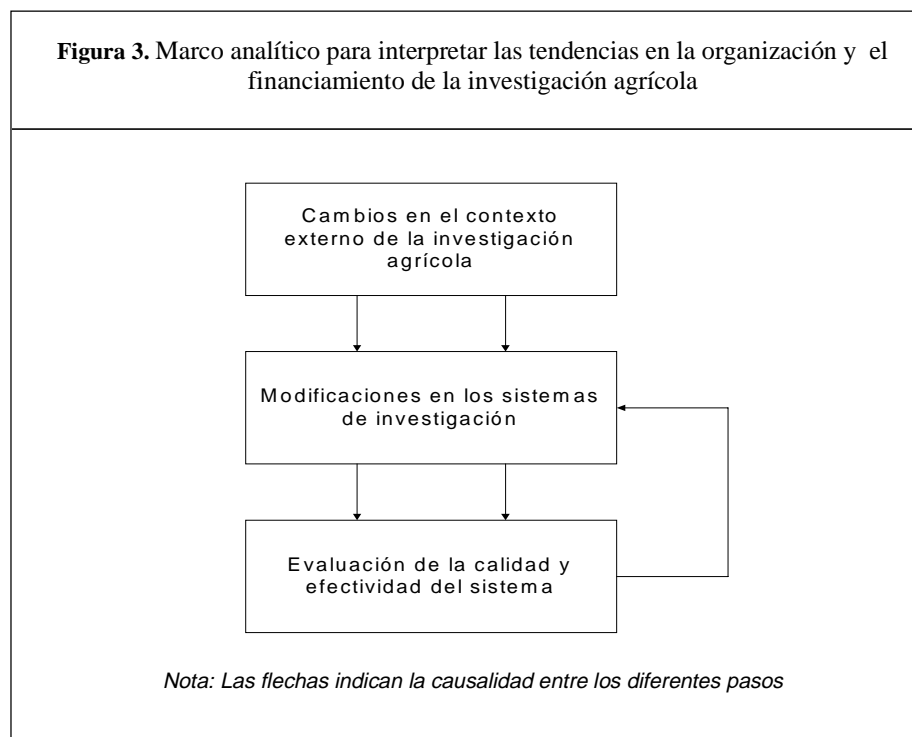 Figura 3. Marco analítico para interpretar las tendencias en la organización y el
financiamiento de la investigación agrícola
Cambios en el contexto
externo de la investigación
agrícola
Modificaciones en los sistemas
de investigación
Evaluación de la calidad y
efectividad del sistema
Nota: Las flechas indican la causalidad entre los diferentes pasos